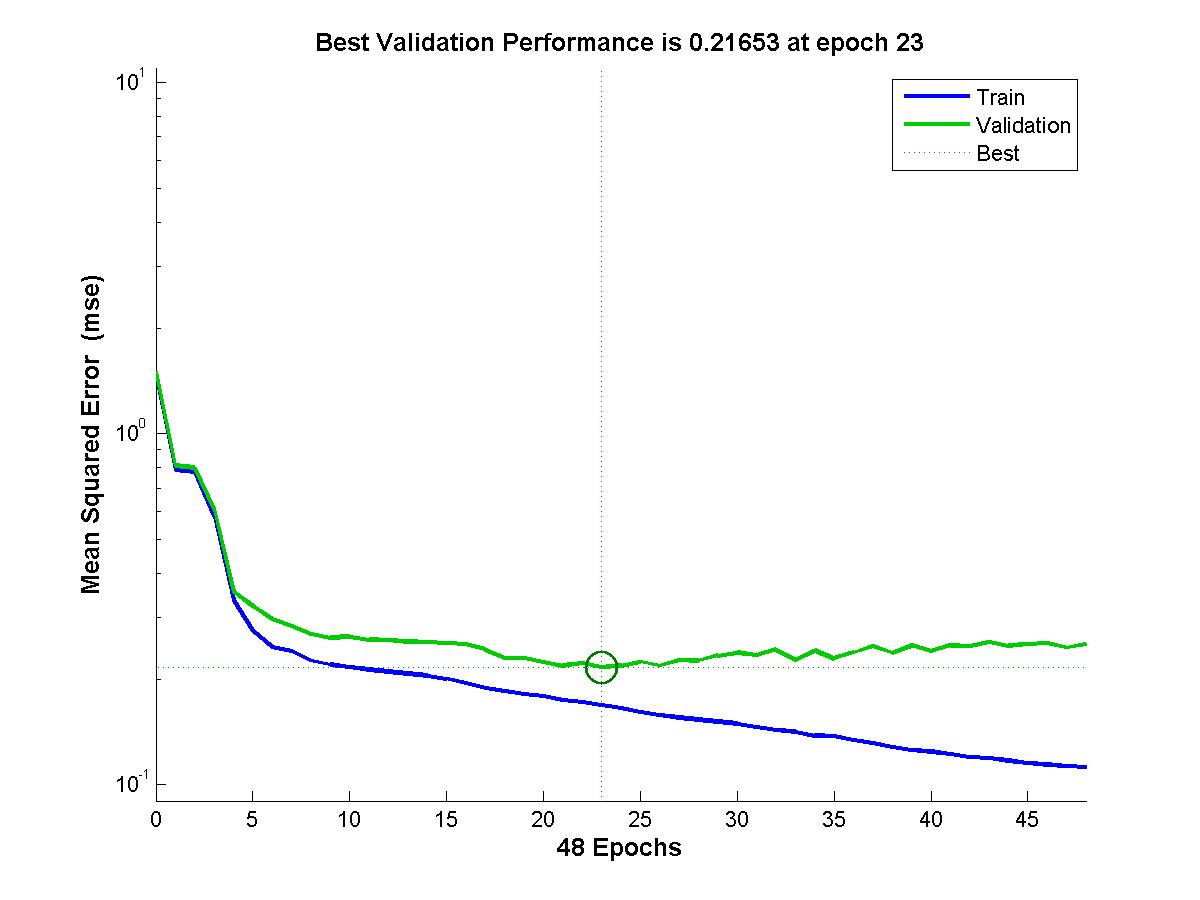 Best Validation Performance is 0.21653 at epoch 23
Train
Validation
Best
Mean Squared Error (mse)
10^1
10^0
10^-1
0 5 10 15 20 25 30 35 40 45
48 Epochs